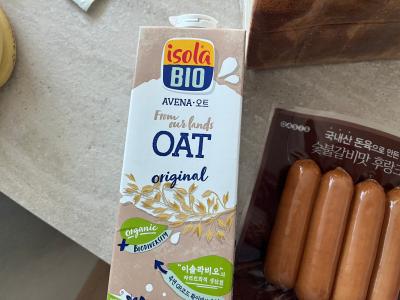 isola
BIO
AVENA·오트
From
our lands
OAT
original
organic
+ BIODIVERSITY
"이솔라비오"의
국내산 돈육으로 만든
숯불갈비맛 후랑크